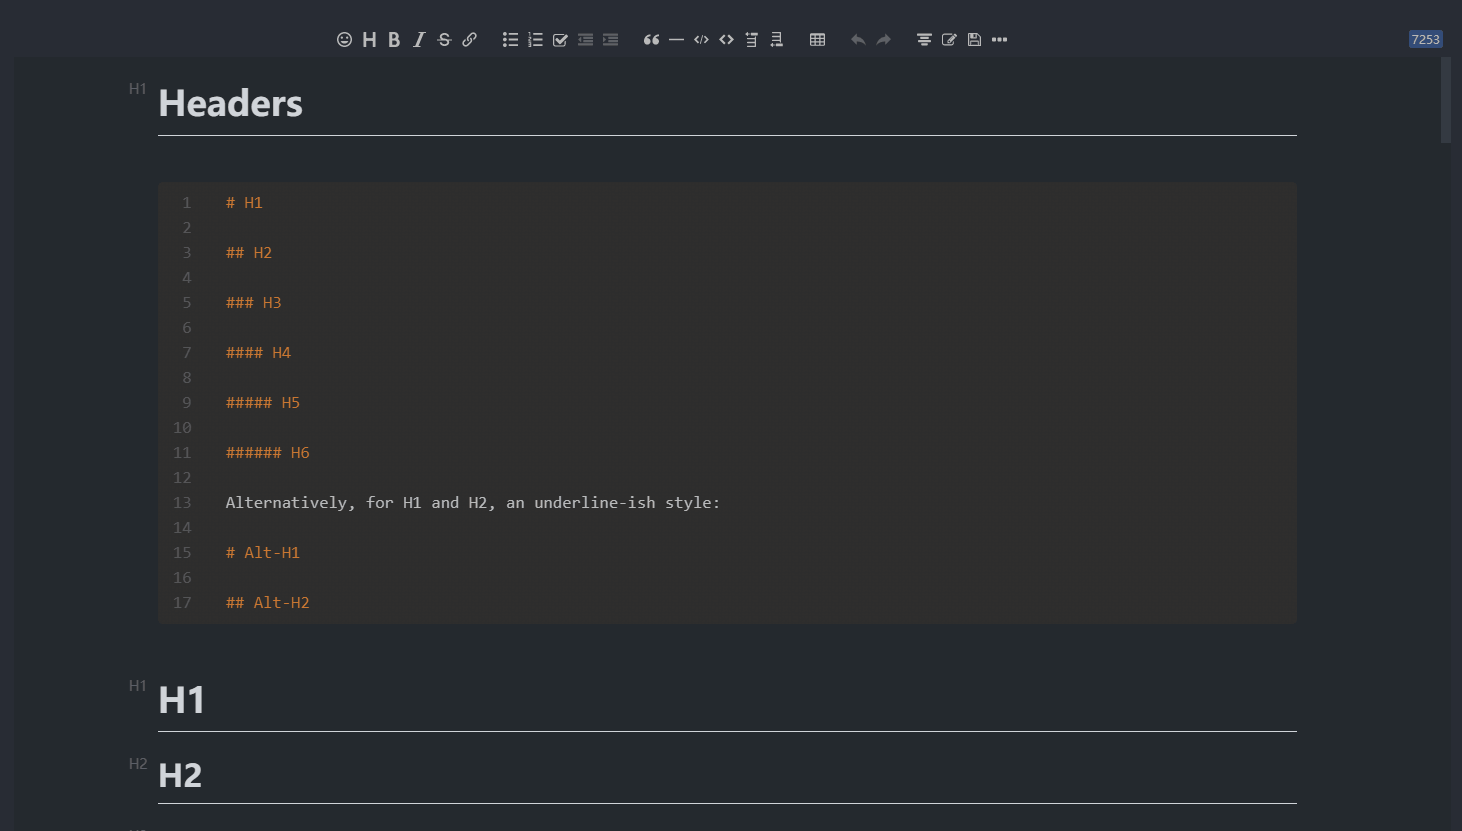 7253
H1
Headers
1 # H1
2
3 ## H2
4
5 ### H3
6
7 #### H4
8
9 ##### H5
10
11 ###### H6
12
13 Alternatively, for H1 and H2, an underline-ish style:
14
15 # Alt-H1
16
17 ## Alt-H2
H1
H1
H2
H2